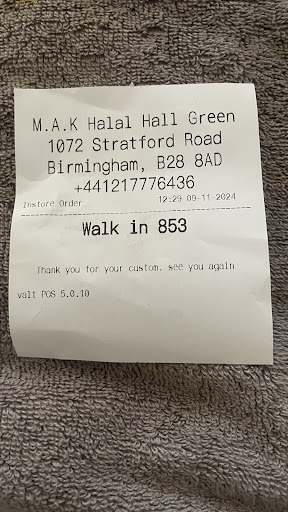 M.A.K Halal Hall Green
1072 Stratford Road
Birmingham, B28 8AD
+441217776436
Instore Order 12:29 09-11-2024
Walk in 853
Thank you for your custom. see you again
valt POS 5.0.10